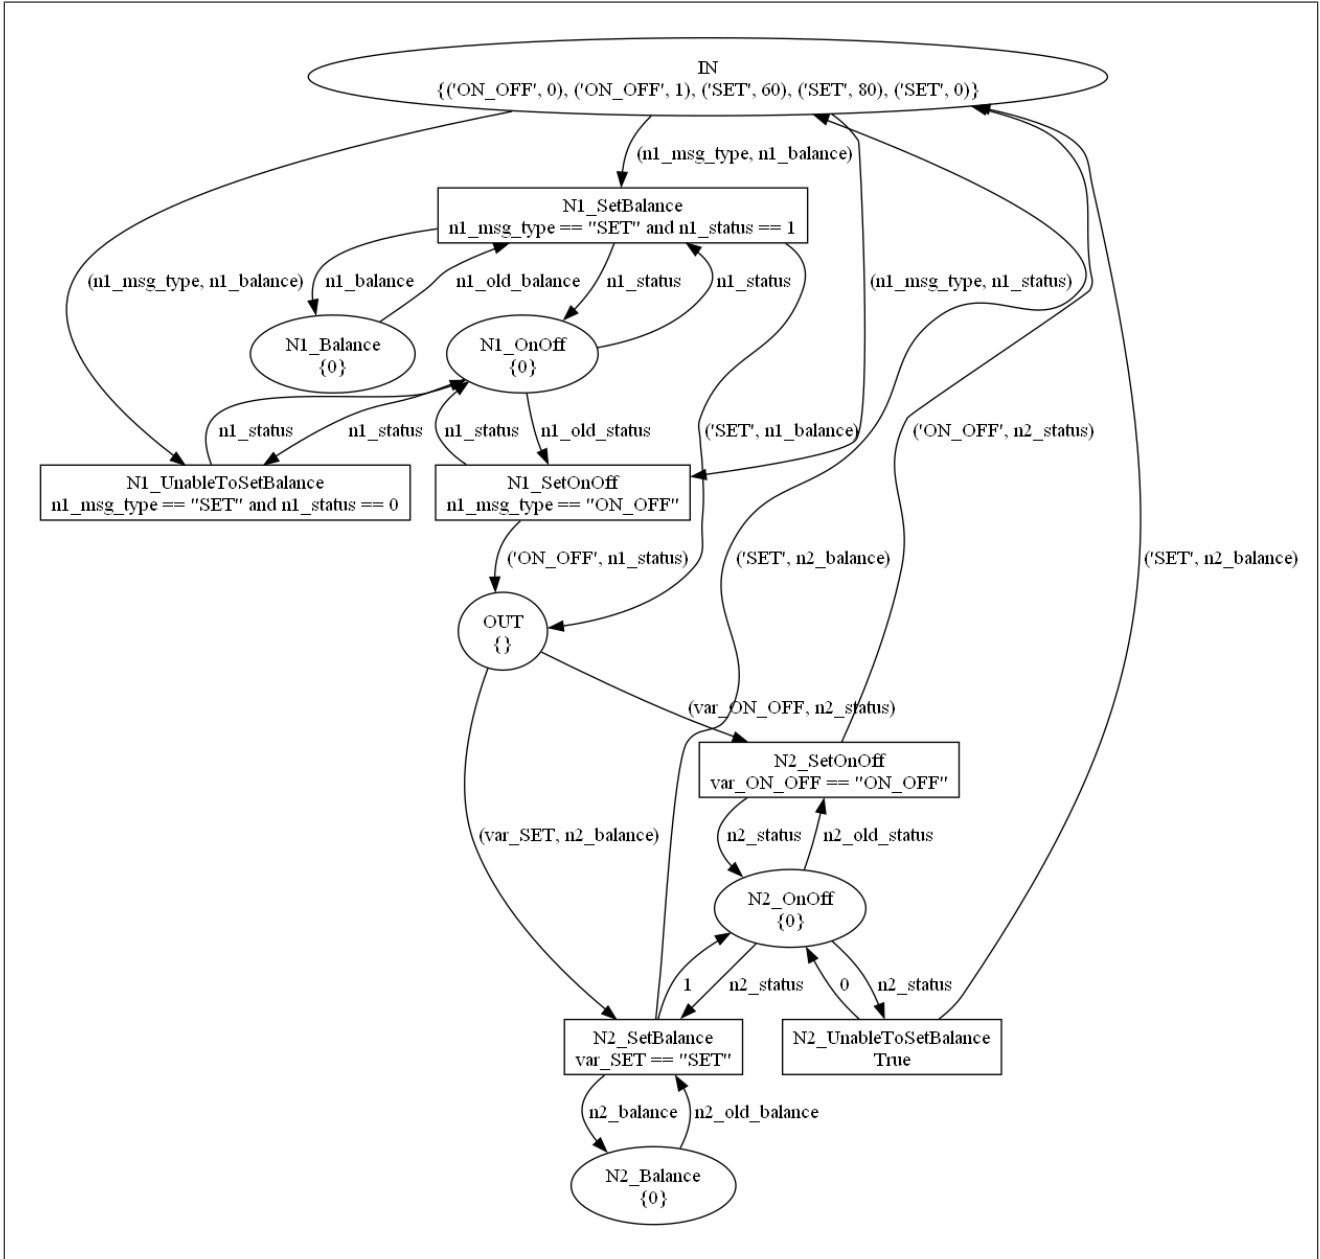 IN
{('ON_OFF', 0), ('ON_OFF', 1), ('SET', 60), ('SET', 80), ('SET', 0)}
(n1_msg_type, n1_balance)
N1_SetBalance
n1_msg_type == "SET" and n1_status == 1
(n1_msg_type, n1_balance)
n1_balance
n1_old_balance
n1_status
n1_status
(n1_msg_type, n1_status)
N1_Balance
{0}
N1_OnOff
{0}
n1_status
n1_status
n1_status
n1_old_status
('SET', n1_balance)
('ON_OFF', n2_status)
N1_UnableToSetBalance
n1_msg_type == "SET" and n1_status == 0
N1_SetOnOff
n1_msg_type == "ON_OFF"
('ON_OFF', n1_status)
('SET', n2_balance)
('SET', n2_balance)
OUT
{}
(var_ON_OFF, n2_status)
N2_SetOnOff
var_ON_OFF == "ON_OFF"
(var_SET, n2_balance)
n2_status
n2_old_status
N2_OnOff
{0}
1
n2_status
0
n2_status
N2_SetBalance
var_SET == "SET"
N2_UnableToSetBalance
True
n2_balance
n2_old_balance
N2_Balance
{0}